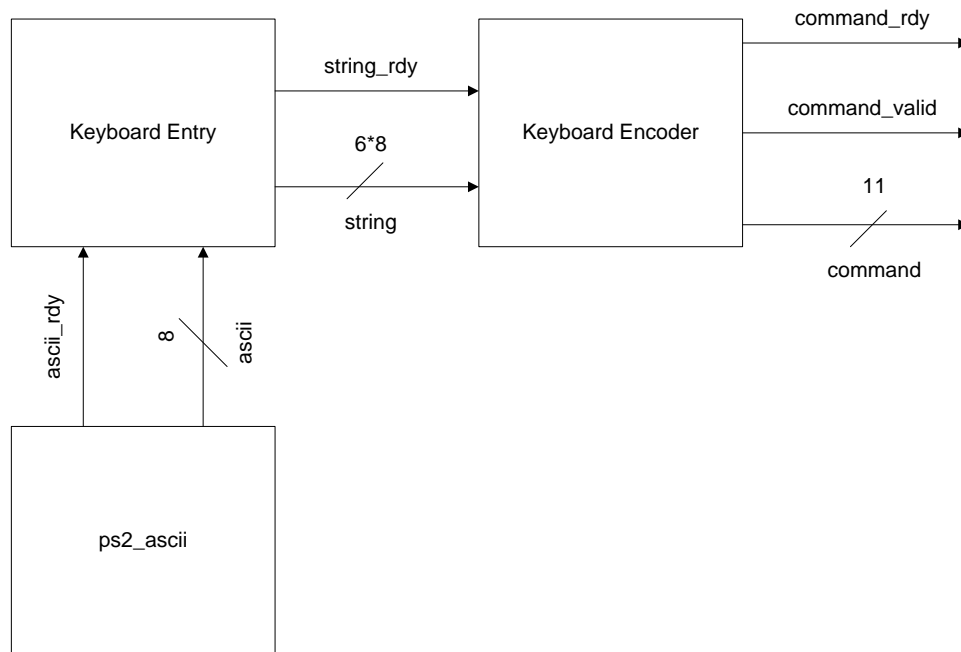 command_rdy
string_rdy
command_valid
Keyboard Entry
Keyboard Encoder
6*8
11
string
command
ascii_rdy
8
ascii
ps2_ascii